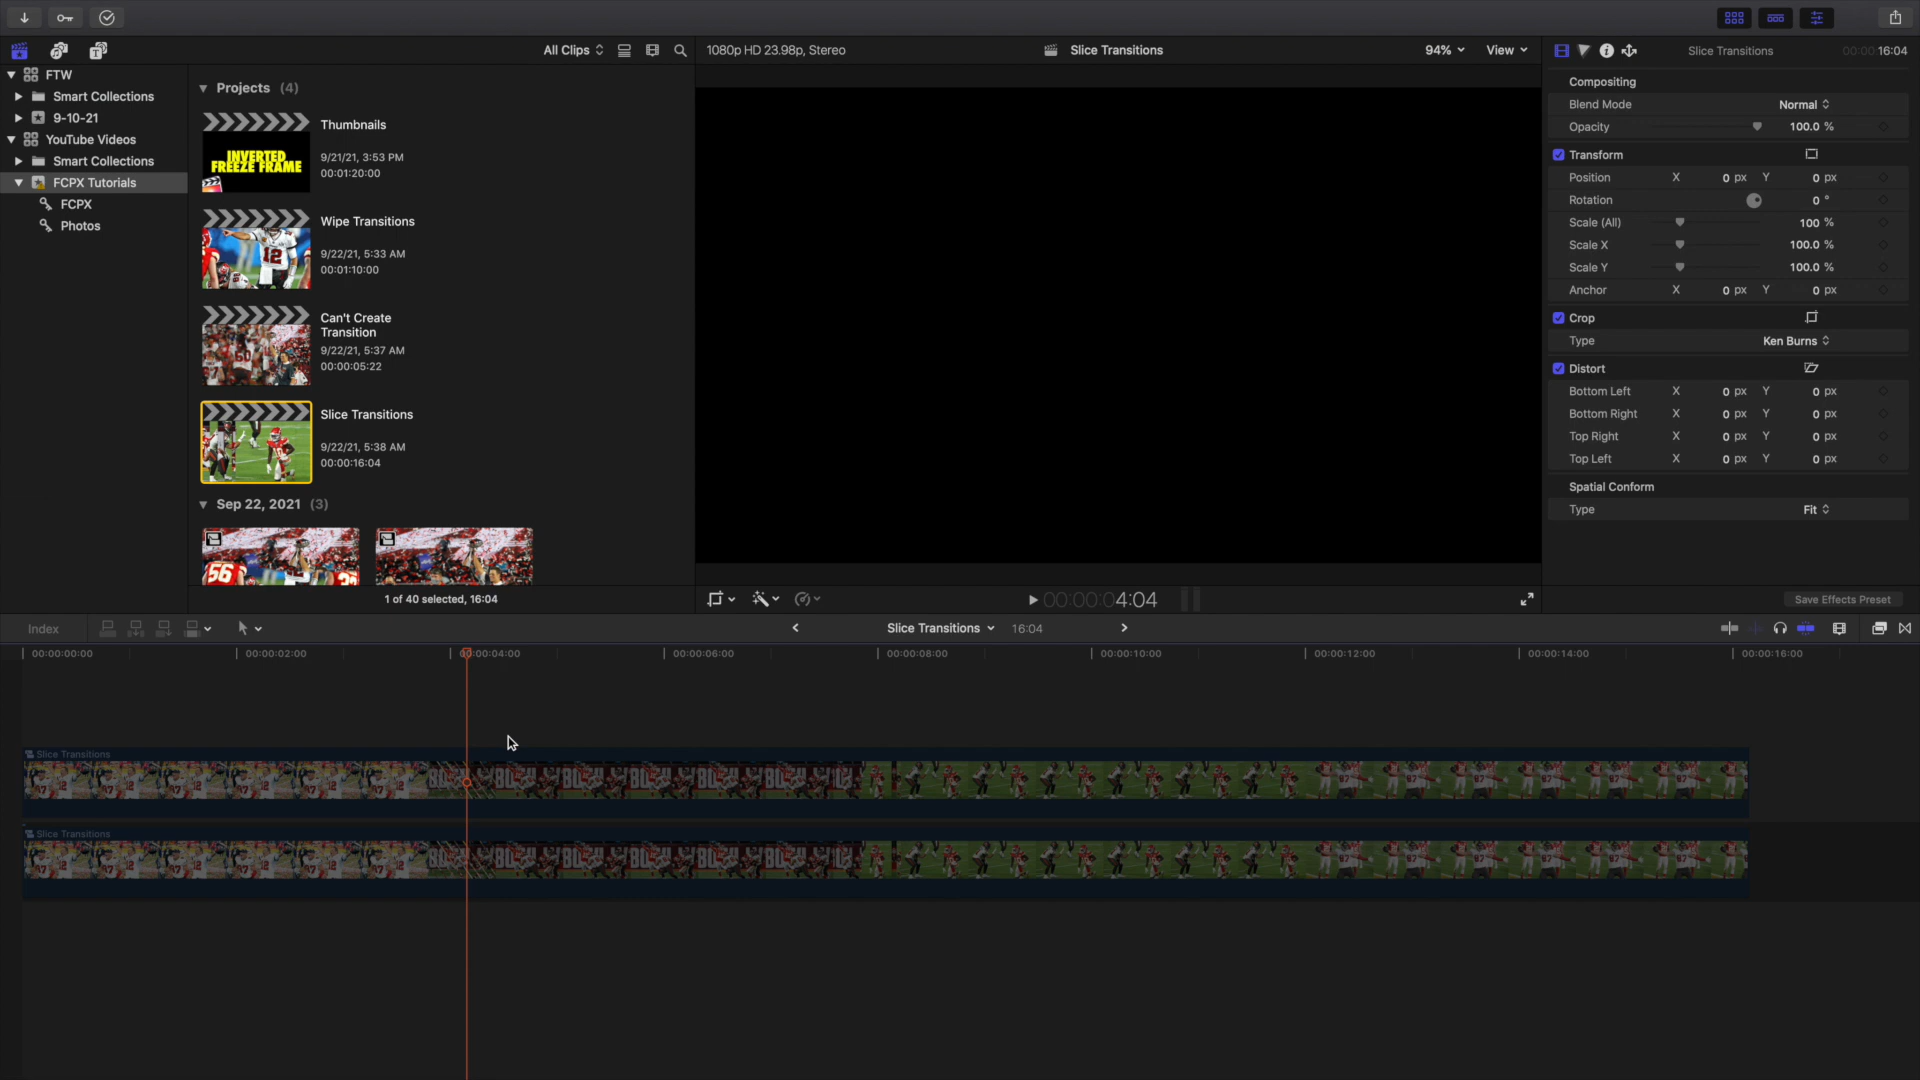 All Clips
1080p HD 23.98p, Stereo
Slice Transitions
94%
View
Slice Transitions
00:00:16:04
FTW
Smart Collections
9-10-21
YouTube Videos
Smart Collections
FCPX Tutorials
FCPX
Photos
Projects (4)
Thumbnails
9/21/21, 3:53 PM
00:01:20:00
INVERTED
FREEZE FRAME
Wipe Transitions
9/22/21, 5:33 AM
00:01:10:00
12
Can't Create
Transition
9/22/21, 5:37 AM
00:00:05:22
Slice Transitions
9/22/21, 5:38 AM
00:00:16:04
Sep 22, 2021 (3)
56
1 of 40 selected, 16:04
Compositing
Blend Mode Normal
Opacity 100.0 %
Transform
Position X 0 px Y 0 px
Rotation 0 °
Scale (All) 100 %
Scale X 100.0 %
Scale Y 100.0 %
Anchor X 0 px Y 0 px
Crop
Type Ken Burns
Distort
Bottom Left X 0 px Y 0 px
Bottom Right X 0 px Y 0 px
Top Right X 0 px Y 0 px
Top Left X 0 px Y 0 px
Spatial Conform
Type Fit
00:00:04:04
Save Effects Preset
Index
Slice Transitions 16:04
00:00:00:00 00:00:02:00 00:00:04:00 00:00:06:00 00:00:08:00 00:00:10:00 00:00:12:00 00:00:14:00 00:00:16:00
Slice Transitions
Slice Transitions